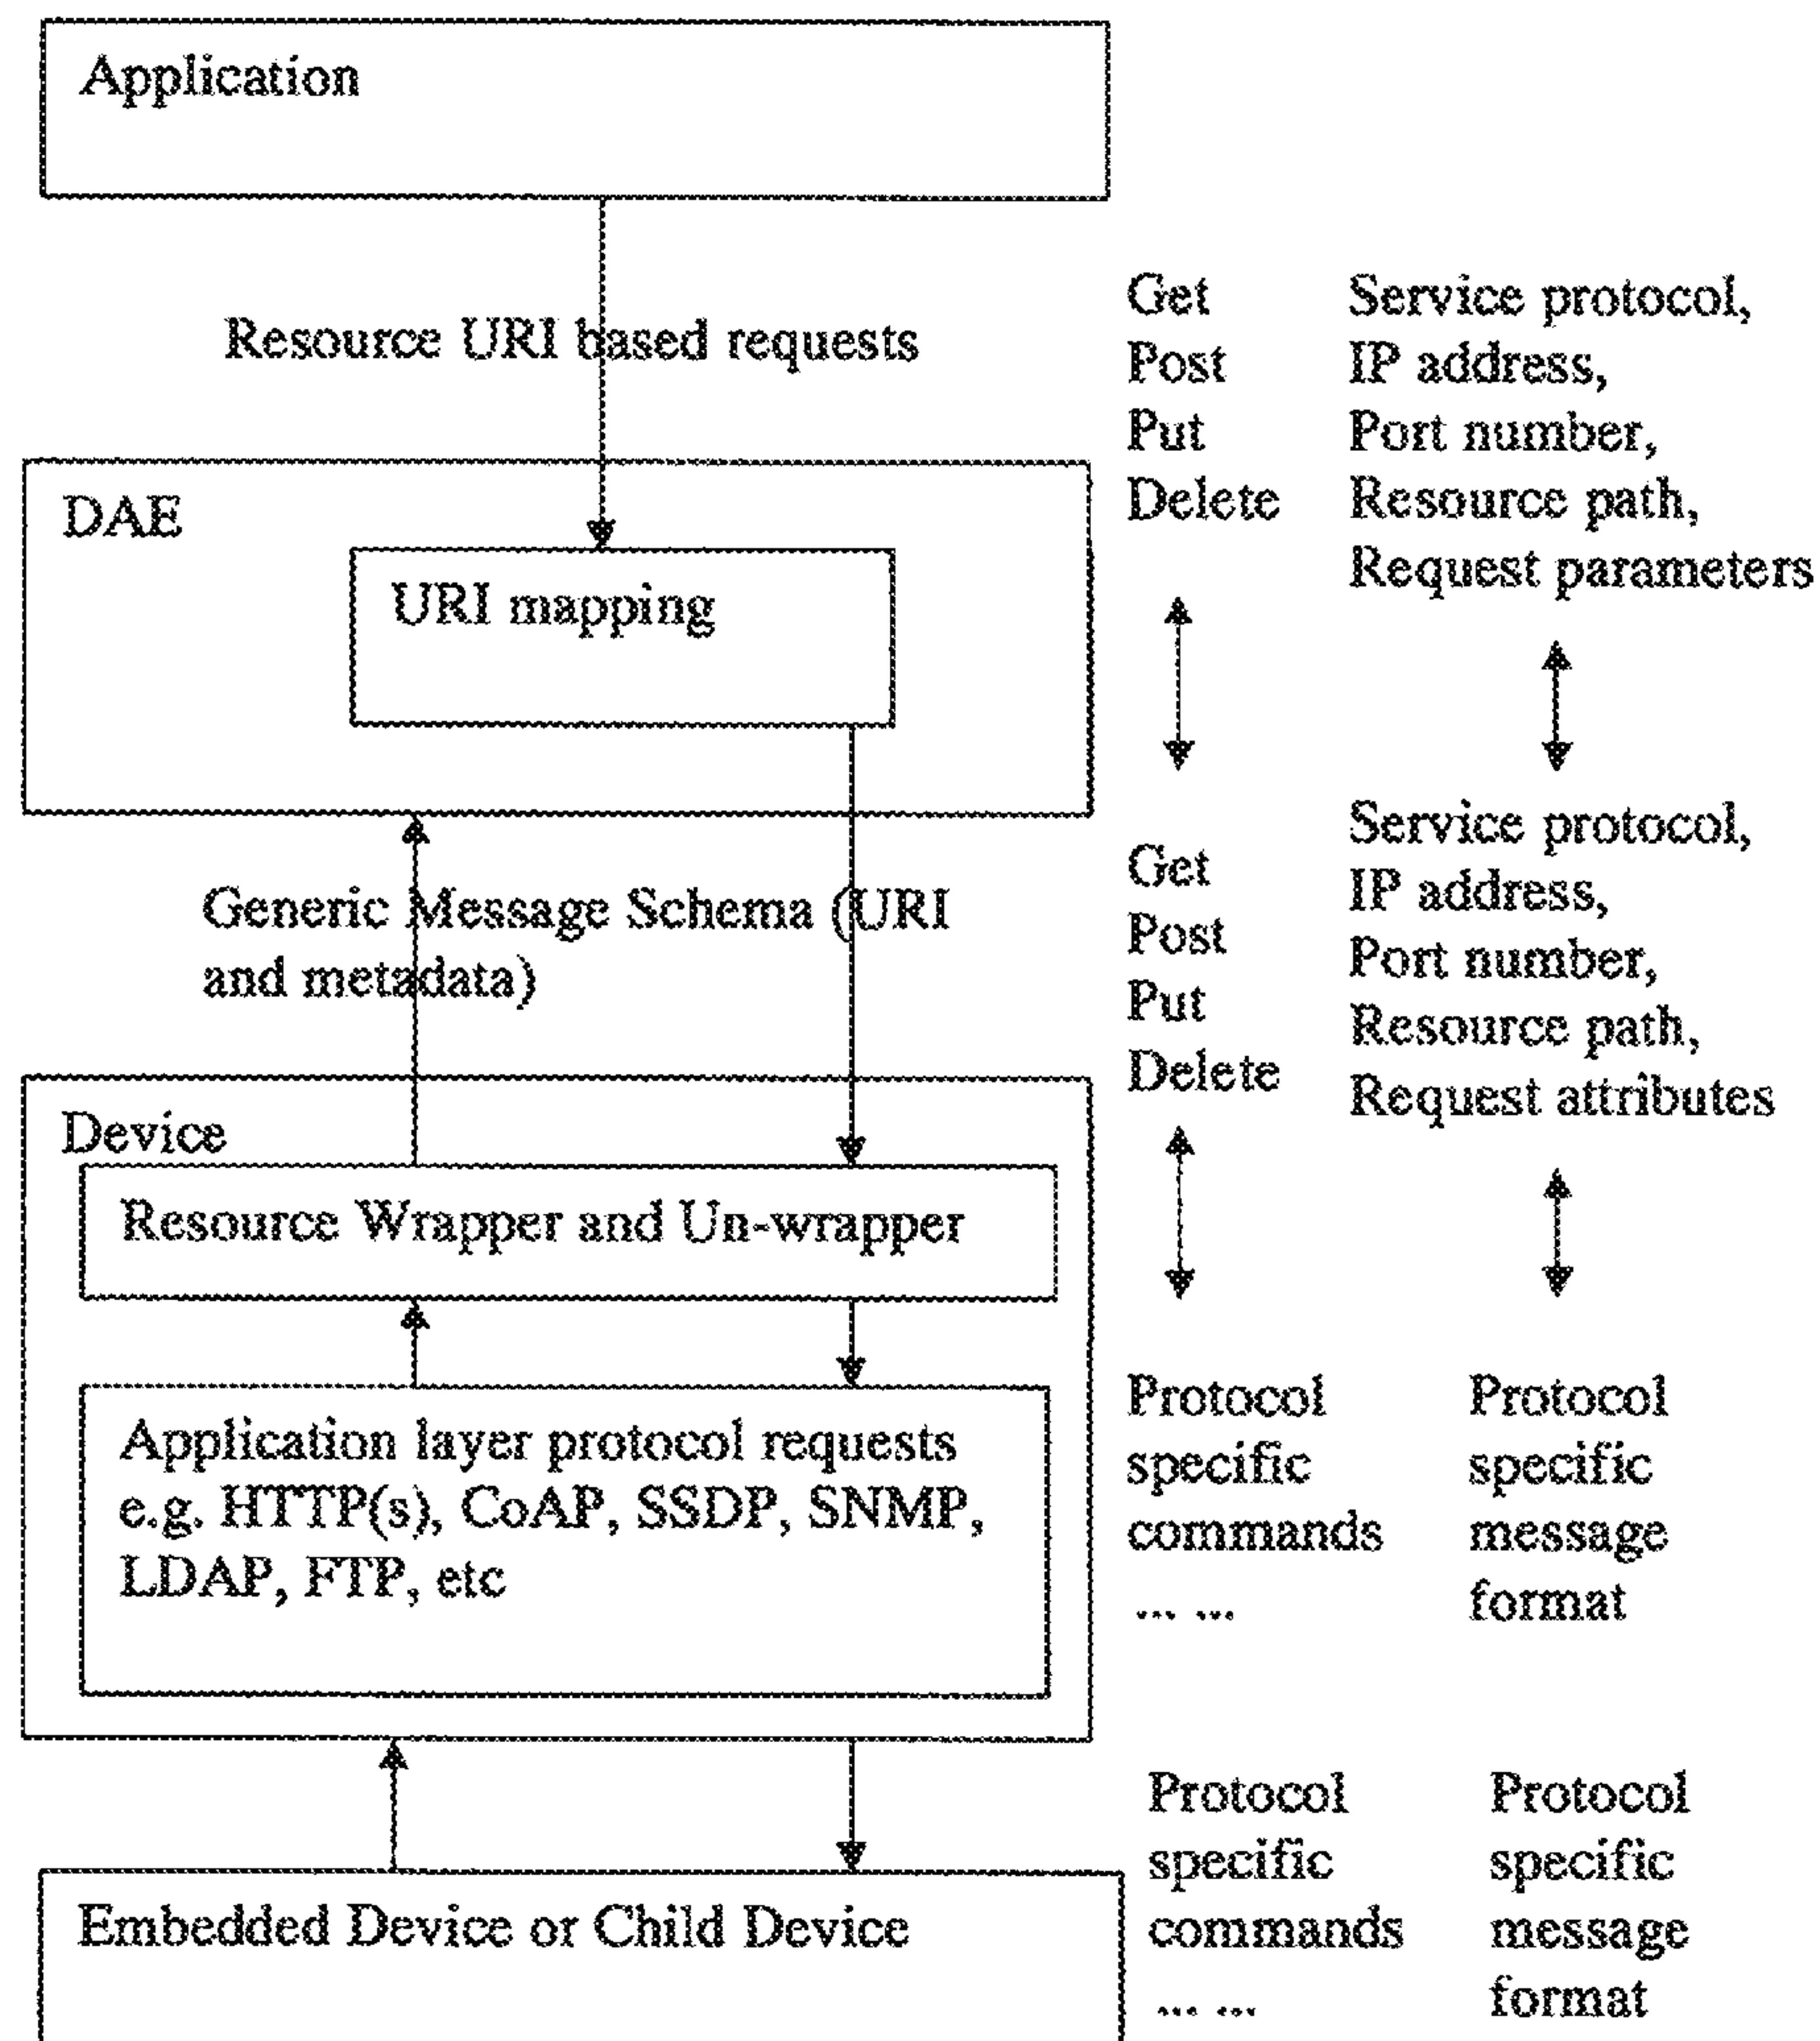 Application
Resource URI based requests
Get
Post
Put
Delete
Service protocol,
IP address,
Port number,
Resource path,
Request parameters
DAE
URI mapping
Generic Message Schema (URI
and metadata)
Get
Post
Put
Delete
Service protocol,
IP address,
Port number,
Resource path,
Request attributes
Device
Resource Wrapper and Un-wrapper
Application layer protocol requests
e.g. HTTP(s), CoAP, SSDP, SNMP,
LDAP, FTP, etc
Protocol
specific
commands
... ...
Protocol
specific
message
format
Embedded Device or Child Device
Protocol
specific
commands
... ...
Protocol
specific
message
format